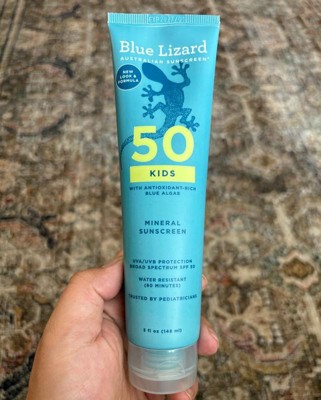 Blue Lizard
AUSTRALIAN SUNSCREEN
NEW
LOOK &
FORMULA
50
KIDS
WITH ANTIOXIDANT-RICH
BLUE ALGAE
MINERAL
SUNSCREEN
UVA/UVB PROTECTION
BROAD SPECTRUM SPF 50
WATER RESISTANT
(80 MINUTES)
TRUSTED BY PEDIATRICIANS
5 fl oz (148 ml)